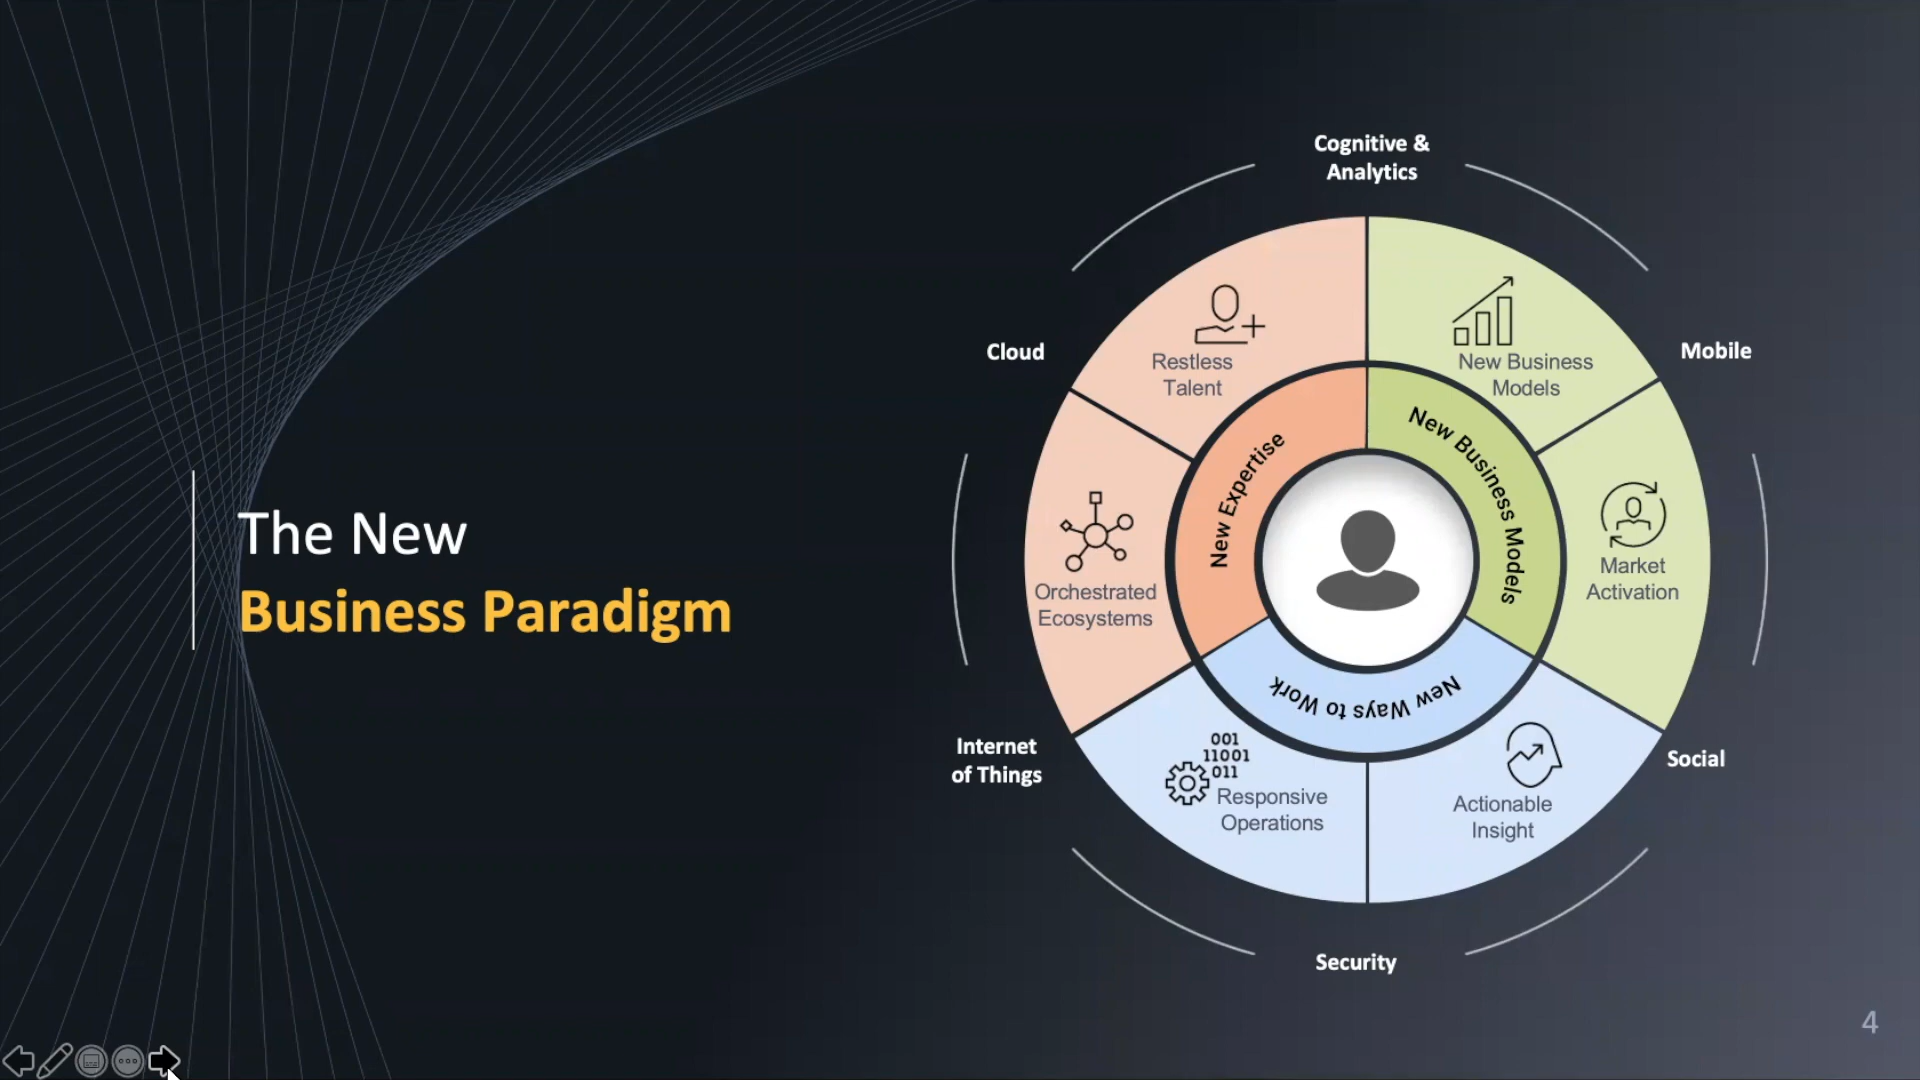 The New
Business Paradigm
Cognitive &
Analytics
Cloud
Mobile
Restless
Talent
New Business
Models
New Expertise
New Business Models
Orchestrated
Ecosystems
Market
Activation
New Ways to Work
Internet
of Things
001
11001
011
Responsive
Operations
Actionable
Insight
Social
Security
4